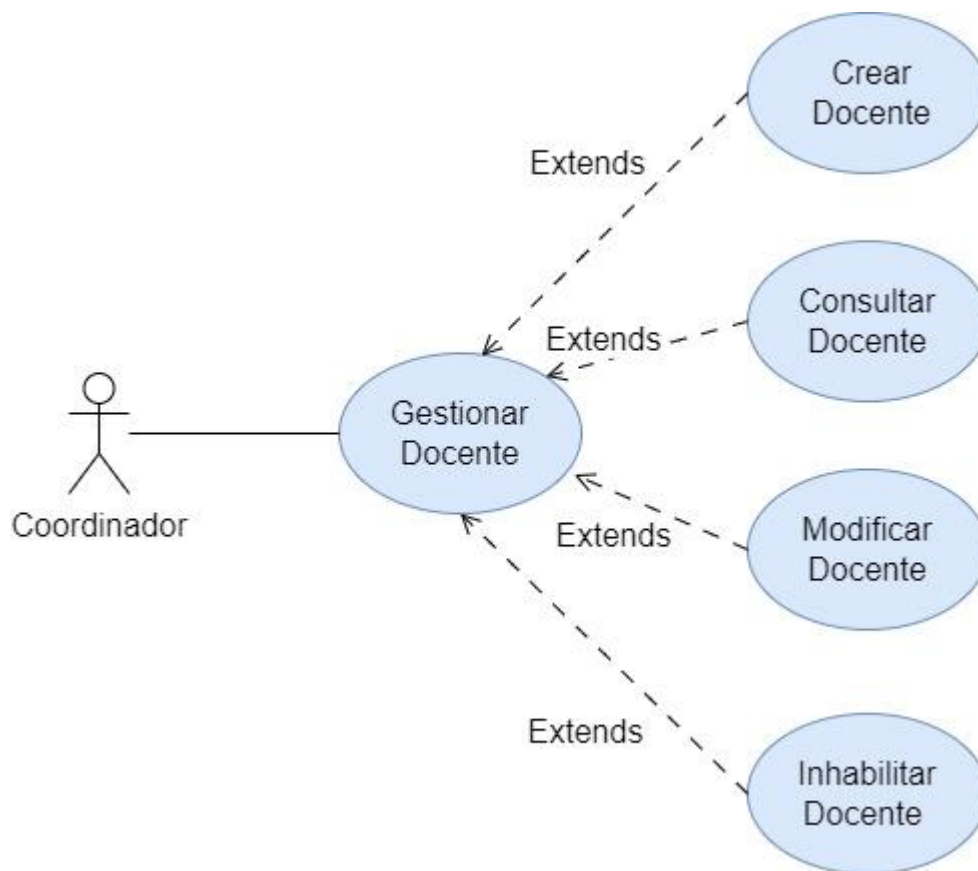 Crear
Docente
Extends
Consultar
Docente
Extends
Gestionar
Docente
Coordinador
Modificar
Docente
Extends
Inhabilitar
Docente
Extends